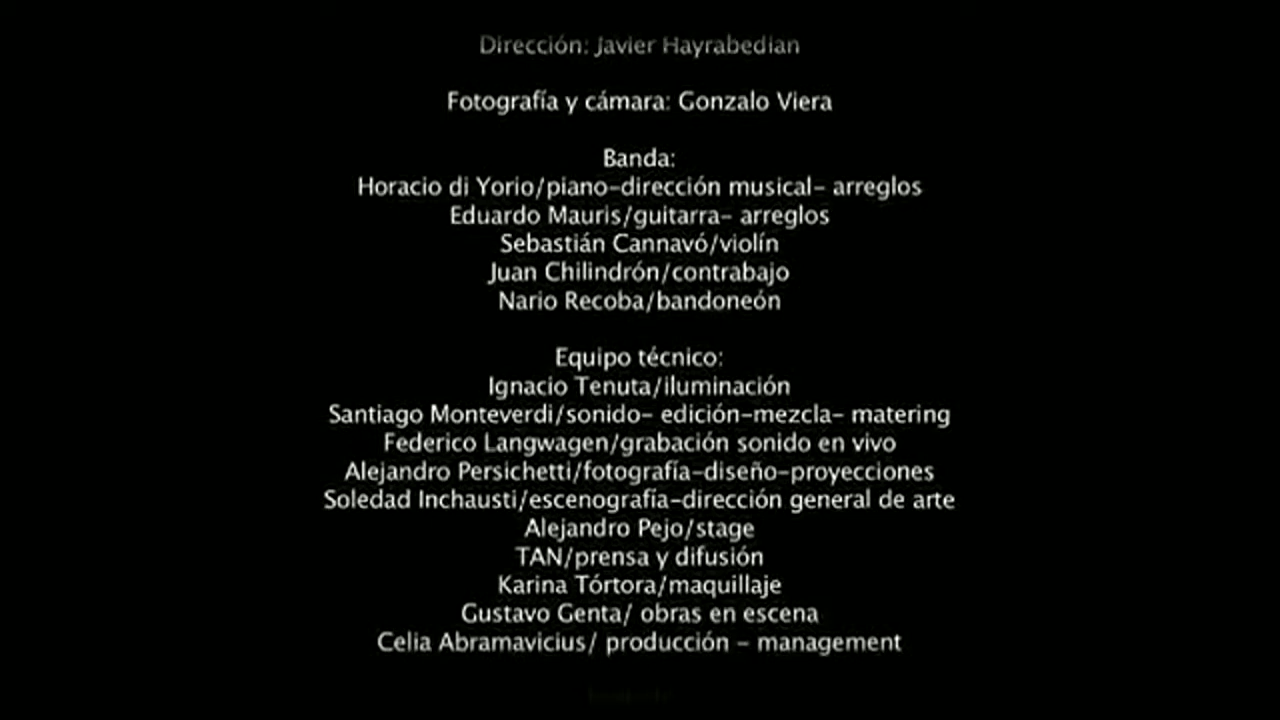 Dirección: Javier Hayrabedian
Fotografía y cámara: Gonzalo Viera
Banda:
Horacio di Yorio/piano-dirección musical- arreglos
Eduardo Mauris/guitarra- arreglos
Sebastián Cannavó/violín
Juan Chilindrón/contrabajo
Nario Recoba/bandoneón
Equipo técnico:
Ignacio Tenuta/iluminación
Santiago Monteverdi/sonido- edición-mezcla- matering
Federico Langwagen/grabación sonido en vivo
Alejandro Persichetti/fotografía-diseño-proyecciones
Soledad Inchausti/escenografía-dirección general de arte
Alejandro Pejo/stage
TAN/prensa y difusión
Karina Tórtora/maquillaje
Gustavo Genta/ obras en escena
Celia Abramavicius/ producción - management